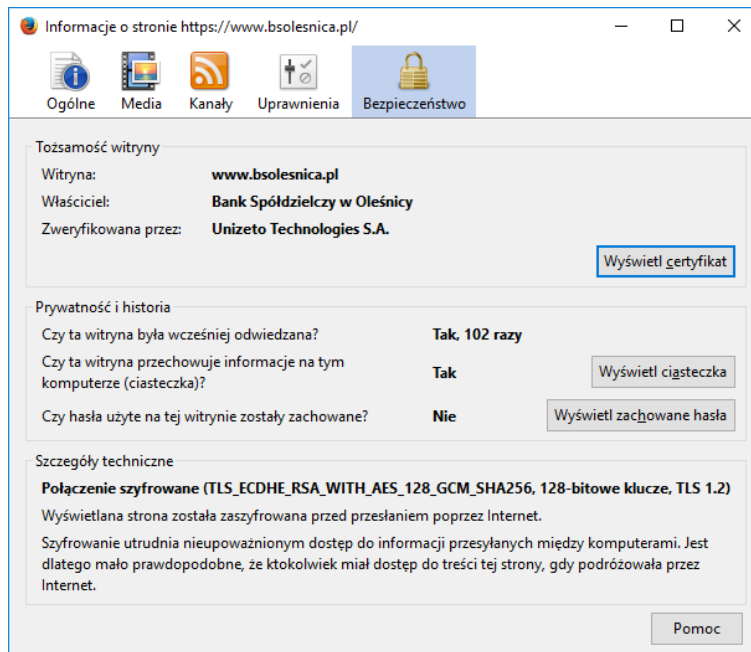 Informacje o stronie https://www.bsolesnica.pl/
Ogólne Media Kanały Uprawnienia Bezpieczeństwo
Tożsamość witryny
Witryna: www.bsolesnica.pl
Właściciel: Bank Spółdzielczy w Oleśnicy
Zweryfikowana przez: Unizeto Technologies S.A.
Wyświetl certyfikat
Prywatność i historia
Czy ta witryna była wcześniej odwiedzana? Tak, 102 razy
Czy ta witryna przechowuje informacje na tym
komputerze (ciasteczka)? Tak Wyświetl ciasteczka
Czy hasła użyte na tej witrynie zostały zachowane? Nie Wyświetl zachowane hasła
Szczegóły techniczne
Połączenie szyfrowane (TLS_ECDHE_RSA_WITH_AES_128_GCM_SHA256, 128-bitowe klucze, TLS 1.2)
Wyświetlana strona została zaszyfrowana przed przesłaniem poprzez Internet.
Szyfrowanie utrudnia nieupoważnionym dostęp do informacji przesyłanych między komputerami. Jest
dlatego mało prawdopodobne, że ktokolwiek miał dostęp do treści tej strony, gdy podróżowała przez
Internet.
Pomoc